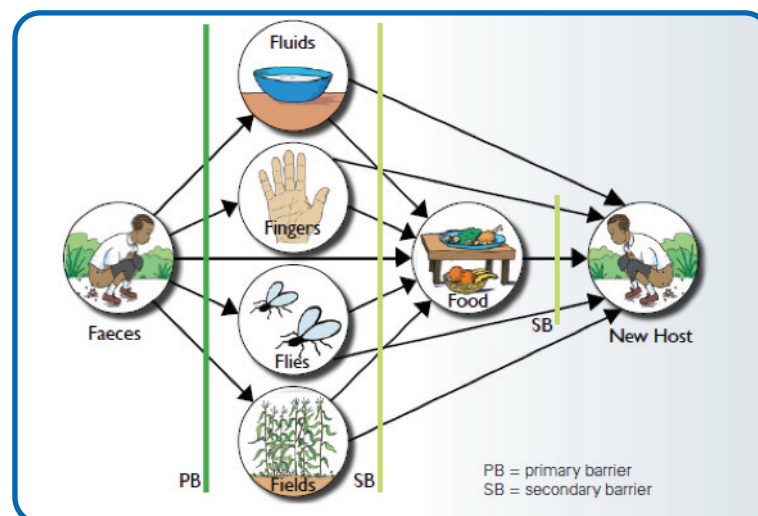 Fluids
Fingers
Faeces
Flies
Food
SB
New Host
Fields
PB
SB
PB = primary barrier
SB = secondary barrier